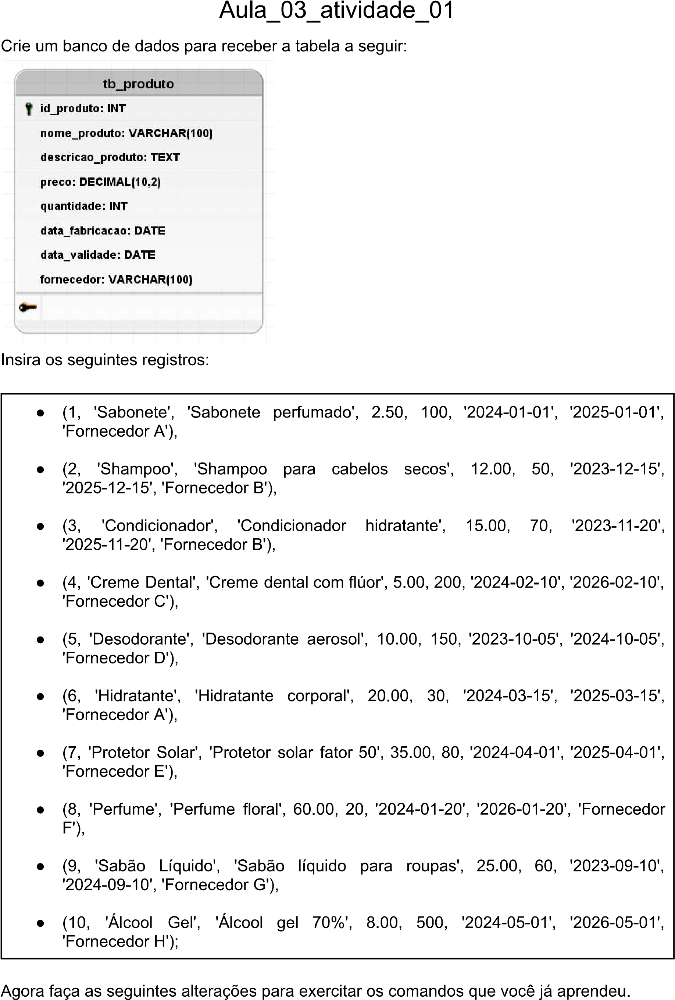 Aula_03_atividade_01
Crie um banco de dados para receber a tabela a seguir:
tb_produto
id_produto: INT
nome_produto: VARCHAR(100)
descricao_produto: TEXT
preco: DECIMAL(10,2)
quantidade: INT
data_fabricacao: DATE
data_validade: DATE
fornecedor: VARCHAR(100)
Insira os seguintes registros:
● (1, 'Sabonete', 'Sabonete perfumado', 2.50, 100, '2024-01-01', '2025-01-01',
'Fornecedor A'),
● (2, 'Shampoo', 'Shampoo para cabelos secos', 12.00, 50, '2023-12-15',
'2025-12-15', 'Fornecedor B'),
● (3, 'Condicionador', 'Condicionador hidratante', 15.00, 70, '2023-11-20',
'2025-11-20', 'Fornecedor B'),
● (4, 'Creme Dental', 'Creme dental com flúor', 5.00, 200, '2024-02-10', '2026-02-10',
'Fornecedor C'),
● (5, 'Desodorante', 'Desodorante aerosol', 10.00, 150, '2023-10-05', '2024-10-05',
'Fornecedor D'),
● (6, 'Hidratante', 'Hidratante corporal', 20.00, 30, '2024-03-15', '2025-03-15',
'Fornecedor A'),
● (7, 'Protetor Solar', 'Protetor solar fator 50', 35.00, 80, '2024-04-01', '2025-04-01',
'Fornecedor E'),
● (8, 'Perfume', 'Perfume floral', 60.00, 20, '2024-01-20', '2026-01-20', 'Fornecedor
F'),
● (9, 'Sabão Líquido', 'Sabão líquido para roupas', 25.00, 60, '2023-09-10',
'2024-09-10', 'Fornecedor G'),
● (10, 'Álcool Gel', 'Álcool gel 70%', 8.00, 500, '2024-05-01', '2026-05-01',
'Fornecedor H');
Agora faça as seguintes alterações para exercitar os comandos que você já aprendeu.